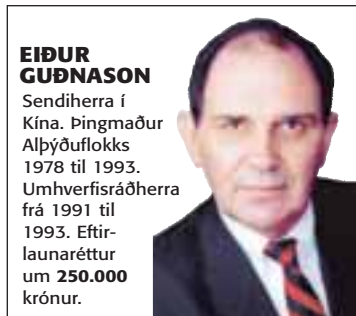 EIÐUR
GUÐNASON
Sendiherra í
Kína. Þingmaður
Alþýðuflokks
1978 til 1993.
Umhverfisráðherra
frá 1991 til
1993. Eftir-
launaréttur
um 250.000
krónur.